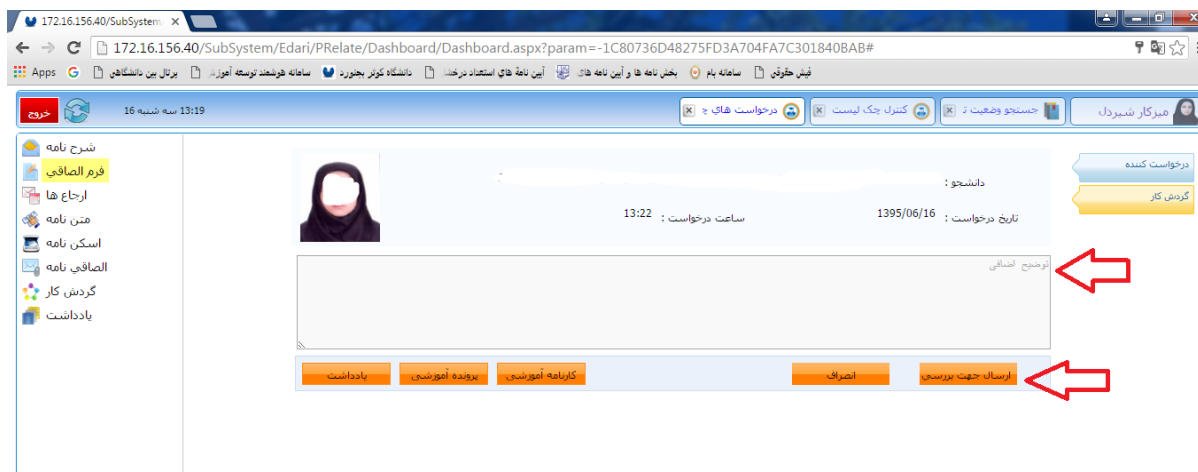 172.16.156.40/SubSystem
172.16.156.40/SubSystem/Edari/PRelate/Dashboard/Dashboard.aspx?param=-1C80736D48275FD3A704FA7C301840BAB#
Apps
پرتال بین دانشگاهی
سامانه هوشمند توسعه آموزش
دانشگاه کوثر بجنورد
آیین نامة هاي استعداد درخشا
بخش نامه ها و آیین نامه های
سامانه بام
فیش حقوقی
میزکار شیردل
جستجو وضعیت ت
کنترل چک لیست
درخواست هاي ج
13:19 سه شنبه 16
خروج
شرح نامه
فرم الصاقي
ارجاع ها
متن نامه
اسکن نامه
الصاقي نامه
گردش کار
یادداشت
درخواست کننده
گردش کار
دانشجو :
تاریخ درخواست : 1395/06/16
ساعت درخواست : 13:22
توضیح اضافی
ارسال جهت بررسی
انصراف
کارنامه آموزشی
پرونده آموزشی
یادداشت